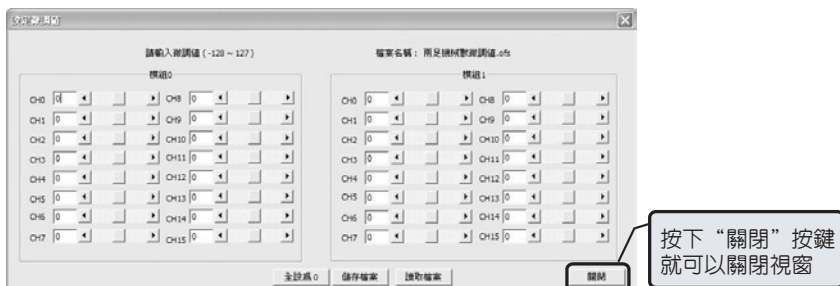 設定微調值
請輸入微調值 ( -128 ~ 127 )
檔案名稱： 兩足機械獸微調值.ofs
模組0
CH0 0 CH8 0
CH1 0 CH9 0
CH2 0 CH10 0
CH3 0 CH11 0
CH4 0 CH12 0
CH5 0 CH13 0
CH6 0 CH14 0
CH7 0 CH15 0
模組1
CH0 0 CH8 0
CH1 0 CH9 0
CH2 0 CH10 0
CH3 0 CH11 0
CH4 0 CH12 0
CH5 0 CH13 0
CH6 0 CH14 0
CH7 0 CH15 0
全設爲 0 儲存檔案 讀取檔案 關閉
按下“關閉”按鍵
就可以關閉視窗